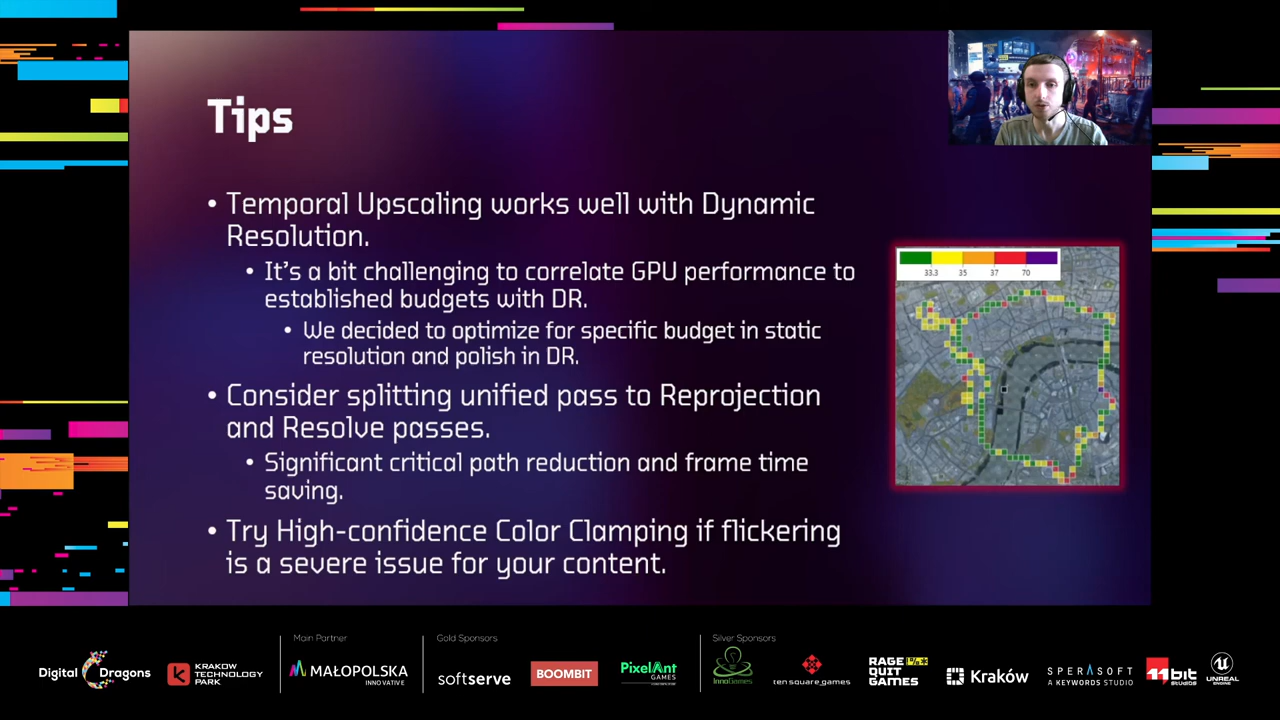 Tips
• Temporal Upscaling works well with Dynamic
Resolution.
• It's a bit challenging to correlate GPU performance to
established budgets with DR.
• We decided to optimize for specific budget in static
resolution and polish in DR.
• Consider splitting unified pass to Reprojection
and Resolve passes.
• Significant critical path reduction and frame time
saving.
• Try High-confidence Color Clamping if flickering
is a severe issue for your content.
33.3 35 37 70
Main Partner
Gold Sponsors
Silver Sponsors
Digital Dragons
KRAKOW
TECHNOLOGY
PARK
MAŁOPOLSKA
INNOVATIVE
softserve
BOOMBIT
PixelAnt
GAMES
InnoGames
ten square games
RAGE
QUIT
GAMES
Kraków
SPERASOFT
A KEYWORDS STUDIO
11bit
STUDIOS
UNREAL
ENGINE